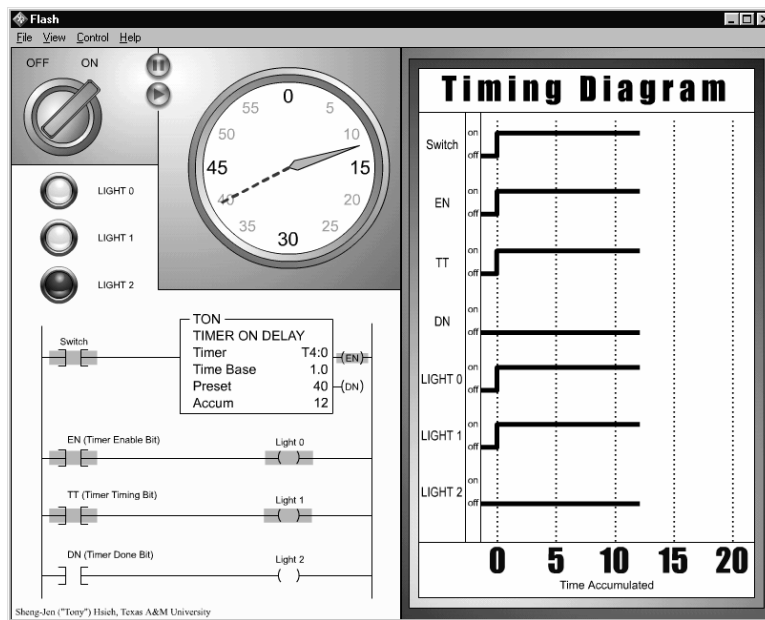 Flash
File View Control Help
OFF ON
0
5
10
15
20
25
30
35
40
45
50
55
LIGHT 0
LIGHT 1
LIGHT 2
Switch
TON
TIMER ON DELAY
Timer T4:0
Time Base 1.0
Preset 40
Accum 12
(EN)
(DN)
EN (Timer Enable Bit)
Light 0
TT (Timer Timing Bit)
Light 1
DN (Timer Done Bit)
Light 2
Sheng-Jen ("Tony") Hsieh, Texas A&M University
Timing Diagram
Switch
on
off
EN
on
off
TT
on
off
DN
on
off
LIGHT 0
on
off
LIGHT 1
on
off
LIGHT 2
on
off
0 5 10 15 20
Time Accumulated